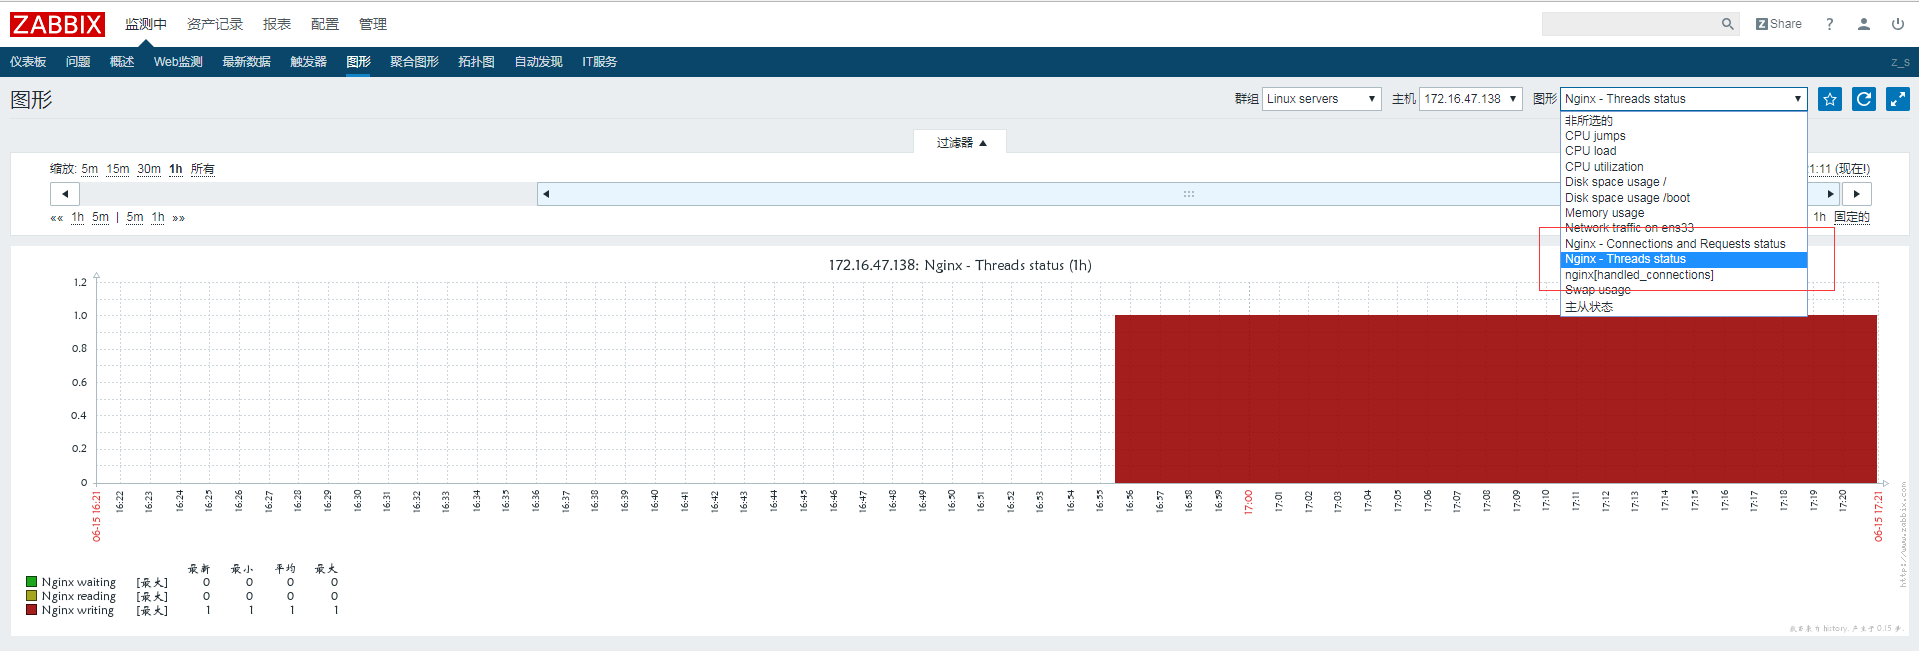 ZABBIX 监测中 资产记录 报表 配置 管理 Z Share ?
仪表板 问题 概述 Web监测 最新数据 触发器 图形 聚合图形 拓扑图 自动发现 IT服务 z_s
图形 群组 Linux servers 主机 172.16.47.138 图形 Nginx - Threads status
非所选的
CPU jumps
CPU load
CPU utilization
Disk space usage /
Disk space usage /boot
Memory usage
Network traffic on ens33
Nginx - Connections and Requests status
Nginx - Threads status
nginx[handled_connections]
Swap usage
主从状态
过滤器 ▲
缩放: 5m 15m 30m 1h 所有 1:11 (现在!)
«« 1h 5m | 5m 1h »» 1h 固定的
172.16.47.138: Nginx - Threads status (1h)
1.2
1.0
0.8
0.6
0.4
0.2
0
06-15 16:21 16:22 16:23 16:24 16:25 16:26 16:27 16:28 16:29 16:30 16:31 16:32 16:33 16:34 16:35 16:36 16:37 16:38 16:39 16:40 16:41 16:42 16:43 16:44 16:45 16:46 16:47 16:48 16:49 16:50 16:51 16:52 16:53 16:54 16:55 16:56 16:57 16:58 16:59 17:00 17:01 17:02 17:03 17:04 17:05 17:06 17:07 17:08 17:09 17:10 17:11 17:12 17:13 17:14 17:15 17:16 17:17 17:18 17:19 17:20 06-15 17:21
http://www.zabbix.com
最新 最小 平均 最大
Nginx waiting [最大] 0 0 0 0
Nginx reading [最大] 0 0 0 0
Nginx writing [最大] 1 1 1 1
history. 产生于 0.15 秒.